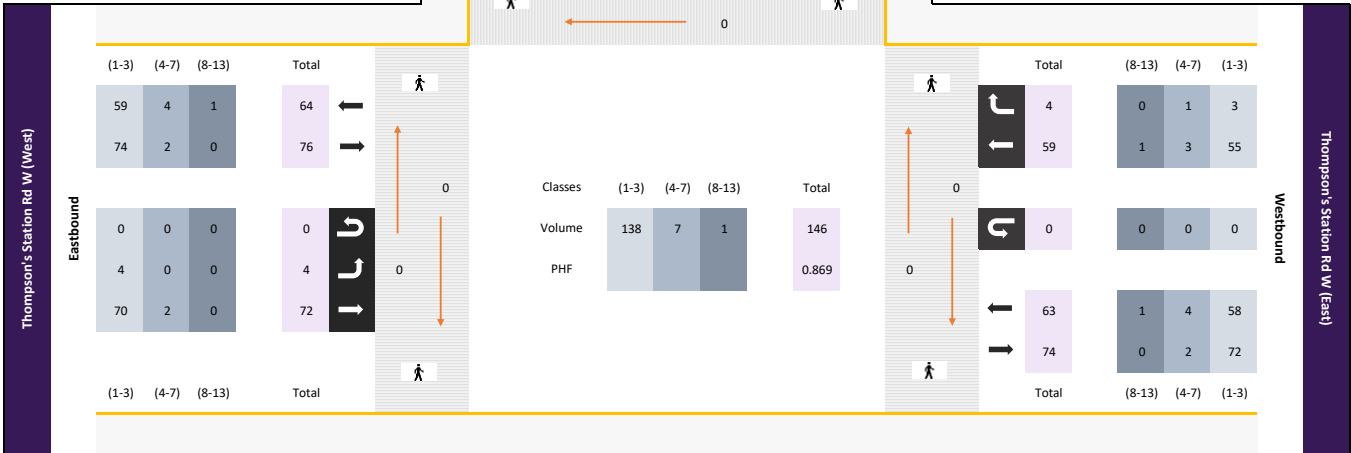 0
Thompson's Station Rd W (West)
Eastbound
(1-3) (4-7) (8-13) Total
59 4 1 64
74 2 0 76
0 0 0 0
4 0 0 4
70 2 0 72
(1-3) (4-7) (8-13) Total
0
0
Classes (1-3) (4-7) (8-13) Total
Volume 138 7 1 146
PHF 0.869
0
0
Total (8-13) (4-7) (1-3)
4 0 1 3
59 1 3 55
0 0 0 0
63 1 4 58
74 0 2 72
Total (8-13) (4-7) (1-3)
Westbound
Thompson's Station Rd W (East)